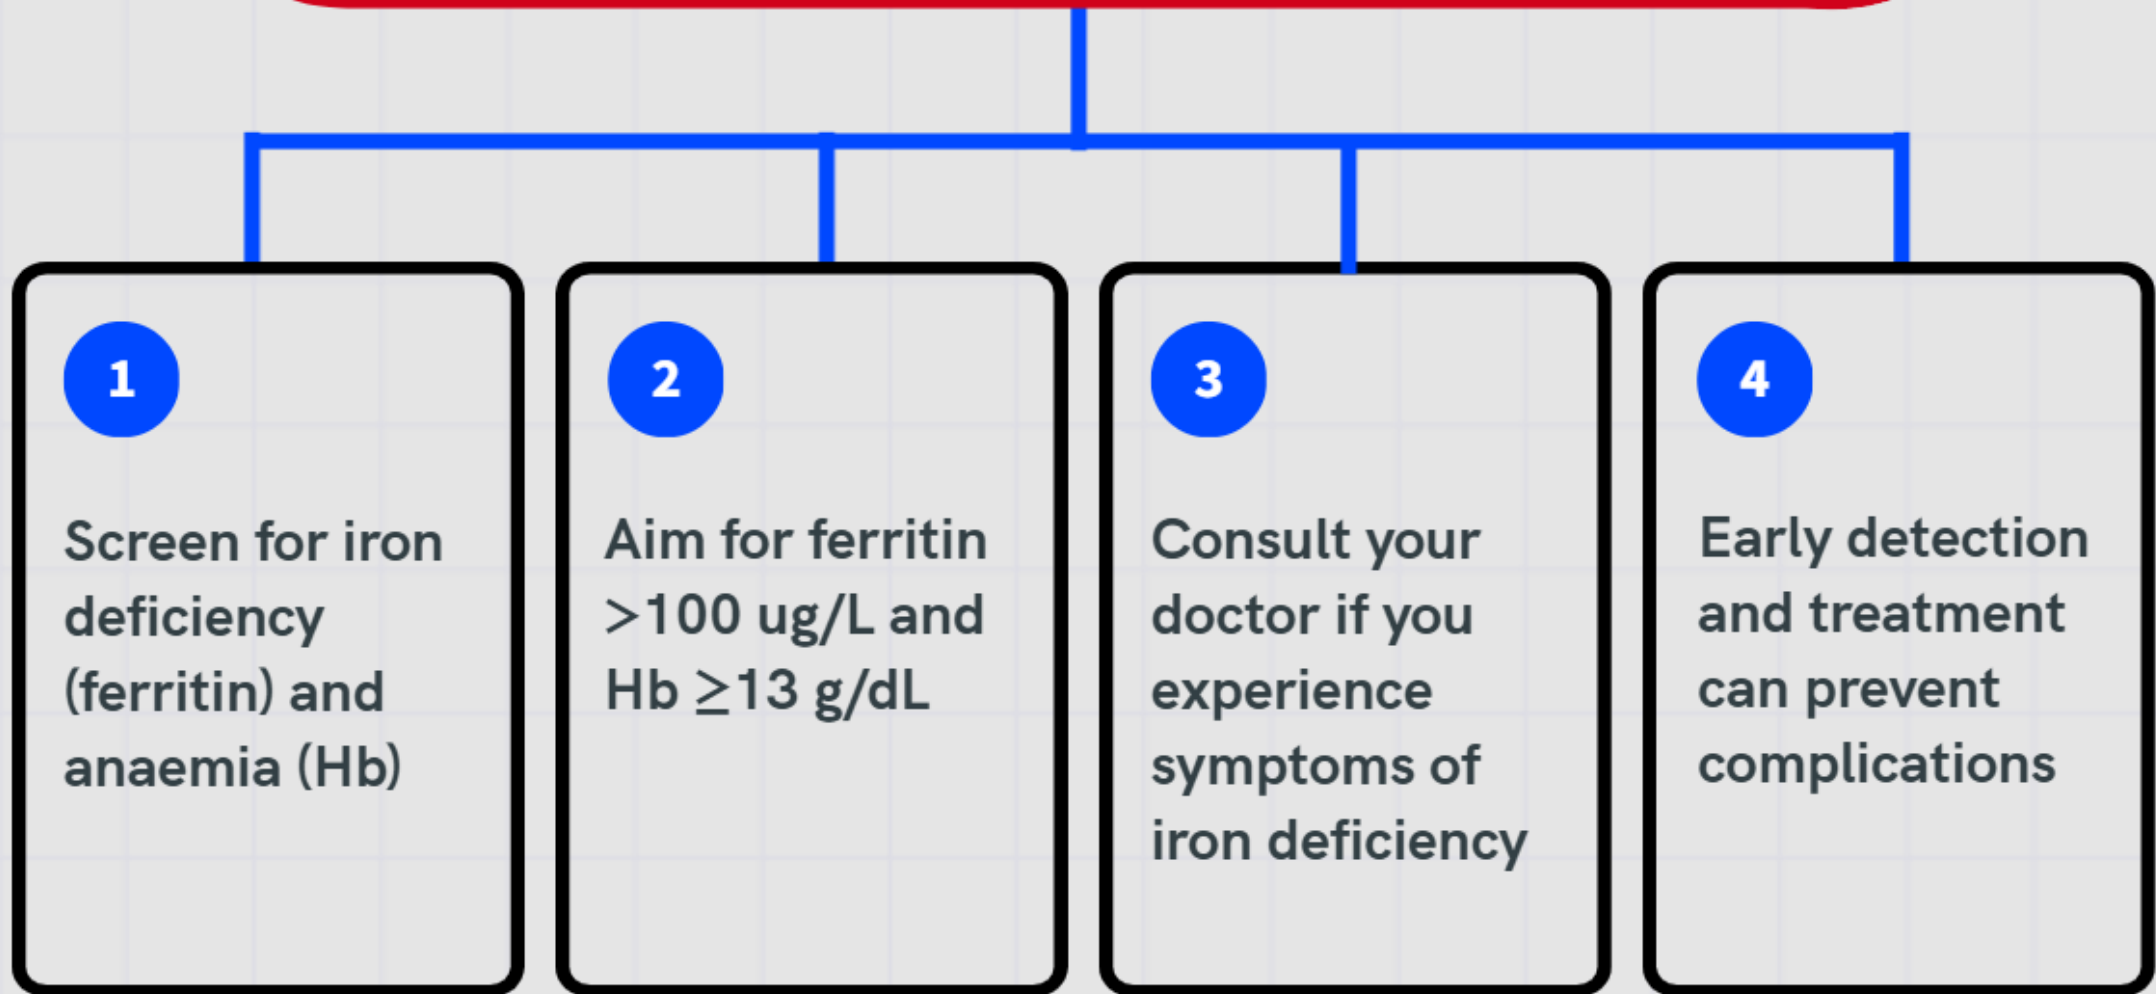 1
Screen for iron
deficiency
(ferritin) and
anaemia (Hb)
2
Aim for ferritin
>100 ug/L and
Hb ≥13 g/dL
3
Consult your
doctor if you
experience
symptoms of
iron deficiency
4
Early detection
and treatment
can prevent
complications